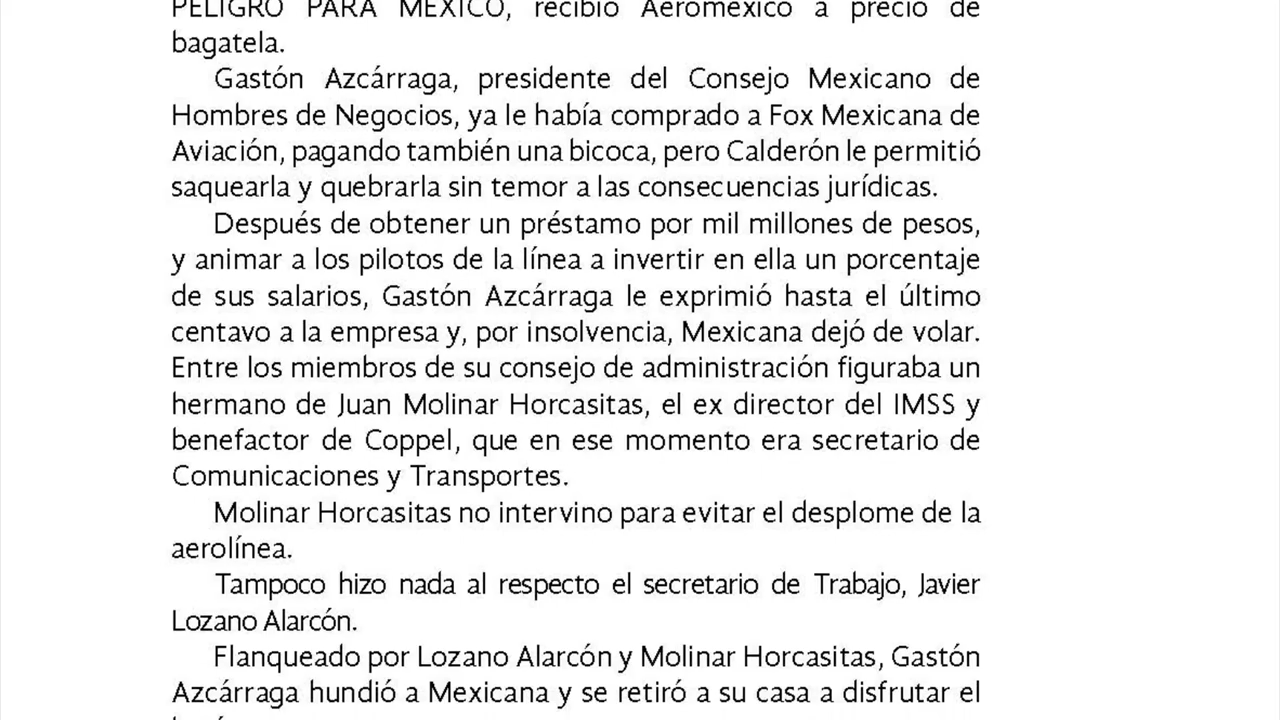 PELIGRO PARA MÉXICO, recibió Aeroméxico a precio de
bagatela.
Gastón Azcárraga, presidente del Consejo Mexicano de
Hombres de Negocios, ya le había comprado a Fox Mexicana de
Aviación, pagando también una bicoca, pero Calderón le permitió
saquearla y quebrarla sin temor a las consecuencias jurídicas.
Después de obtener un préstamo por mil millones de pesos,
y animar a los pilotos de la línea a invertir en ella un porcentaje
de sus salarios, Gastón Azcárraga le exprimió hasta el último
centavo a la empresa y, por insolvencia, Mexicana dejó de volar.
Entre los miembros de su consejo de administración figuraba un
hermano de Juan Molinar Horcasitas, el ex director del IMSS y
benefactor de Coppel, que en ese momento era secretario de
Comunicaciones y Transportes.
Molinar Horcasitas no intervino para evitar el desplome de la
aerolínea.
Tampoco hizo nada al respecto el secretario de Trabajo, Javier
Lozano Alarcón.
Flanqueado por Lozano Alarcón y Molinar Horcasitas, Gastón
Azcárraga hundió a Mexicana y se retiró a su casa a disfrutar el